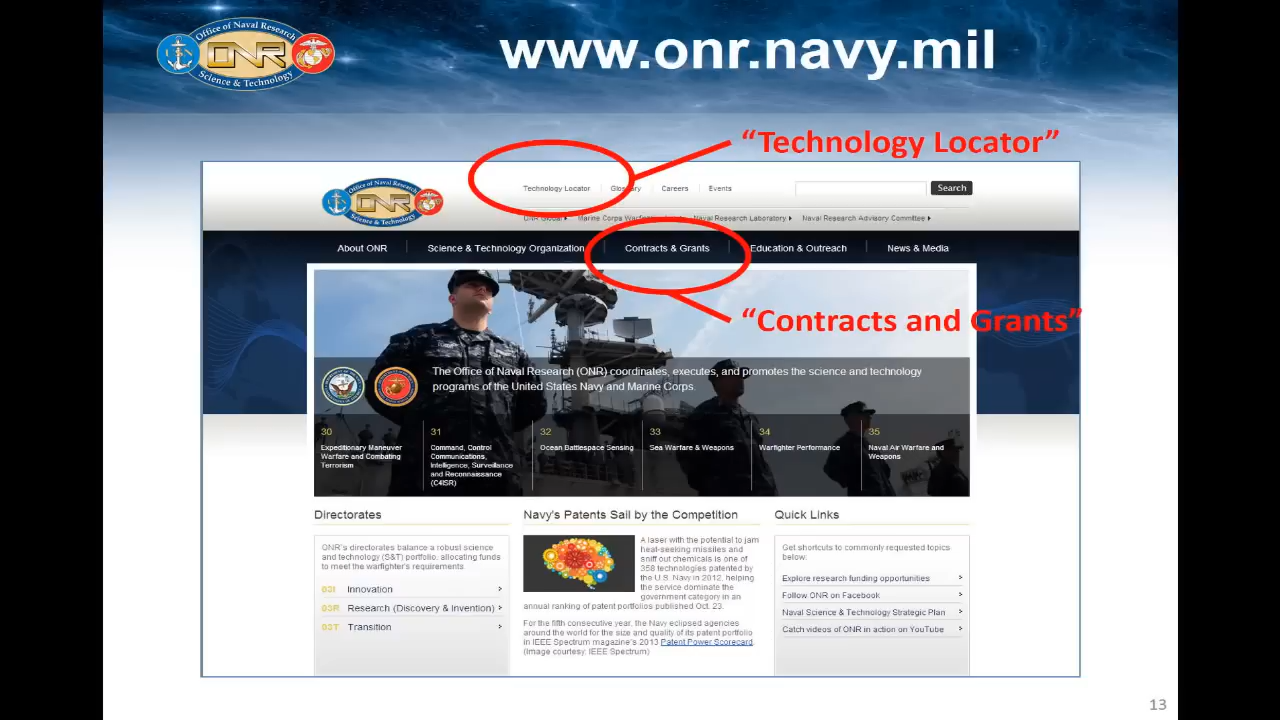 Office of Naval Research
ONR
Science & Technology
www.onr.navy.mil
“Technology Locator”
Office of Naval Research
ONR
Science & Technology
Technology Locator
Glossary
Careers
Events
Search
ONR Global
Marine Corps
Naval Research Laboratory
Naval Research Advisory Committee
About ONR
Science & Technology Organization
Contracts & Grants
Education & Outreach
News & Media
“Contracts and Grants”
The Office of Naval Research (ONR) coordinates, executes, and promotes the science and technology
programs of the United States Navy and Marine Corps.
30
Expeditionary Maneuver
Warfare and Combating
Terrorism
31
Command, Control
Communications,
Intelligence, Surveillance
and Reconnaissance
(C4ISR)
32
Ocean Battlespace Sensing
33
Sea Warfare & Weapons
34
Warfighter Performance
35
Naval Air Warfare and
Weapons
Directorates
ONR's directorates balance a robust science
and technology (S&T) portfolio: allocating funds
to meet the warfighter's requirements.
03I Innovation
03R Research (Discovery & Invention)
03T Transition
Navy's Patents Sail by the Competition
A laser with the potential to jam
heat-seeking missiles and
sniff out chemicals is one of
358 technologies patented by
the U.S. Navy in 2012, helping
the service dominate the
government category in an
annual ranking of patent portfolios published Oct. 23.
For the fifth consecutive year, the Navy eclipsed agencies
around the world for the size and quality of its patent portfolio
in IEEE Spectrum magazine's 2013 Patent Power Scorecard.
(Image courtesy: IEEE Spectrum)
Quick Links
Get shortcuts to commonly requested topics
below:
Explore research funding opportunities
Follow ONR on Facebook
Naval Science & Technology Strategic Plan
Catch videos of ONR in action on YouTube
13